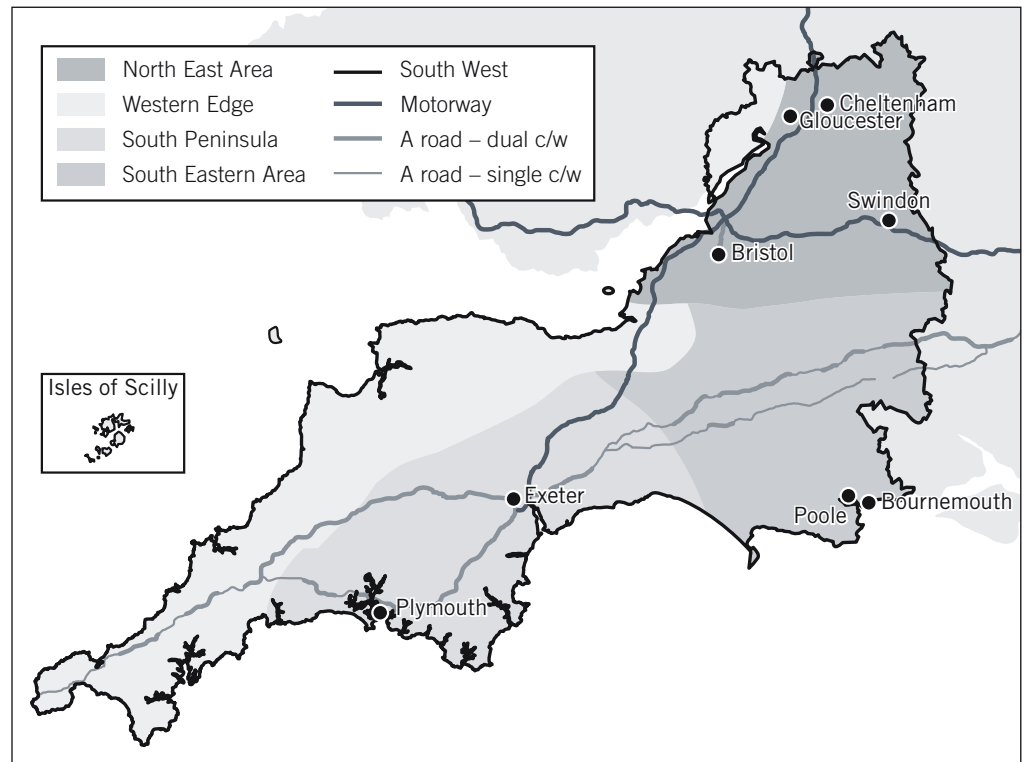 North East Area
Western Edge
South Peninsula
South Eastern Area
South West
Motorway
A road – dual c/w
A road – single c/w
Cheltenham
Gloucester
Swindon
Bristol
Isles of Scilly
Exeter
Poole
Bournemouth
Plymouth